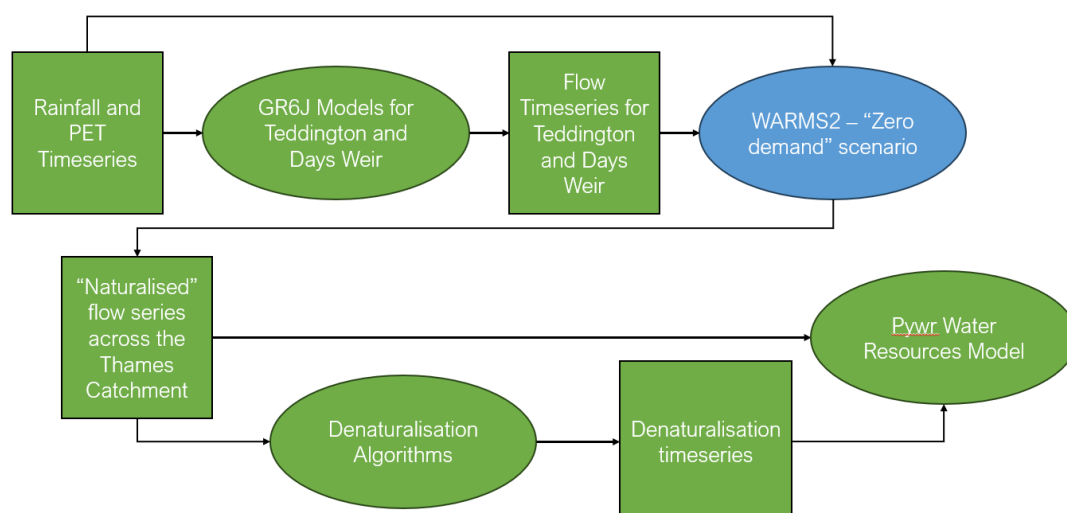 Rainfall and
PET
Timeseries
GR6J Models for
Teddington and
Days Weir
Flow
Timeseries for
Teddington
and Days
Weir
WARMS2 – “Zero
demand” scenario
“Naturalised”
flow series
across the
Thames
Catchment
Pywr Water
Resources Model
Denaturalisation
Algorithms
Denaturalisation
timeseries